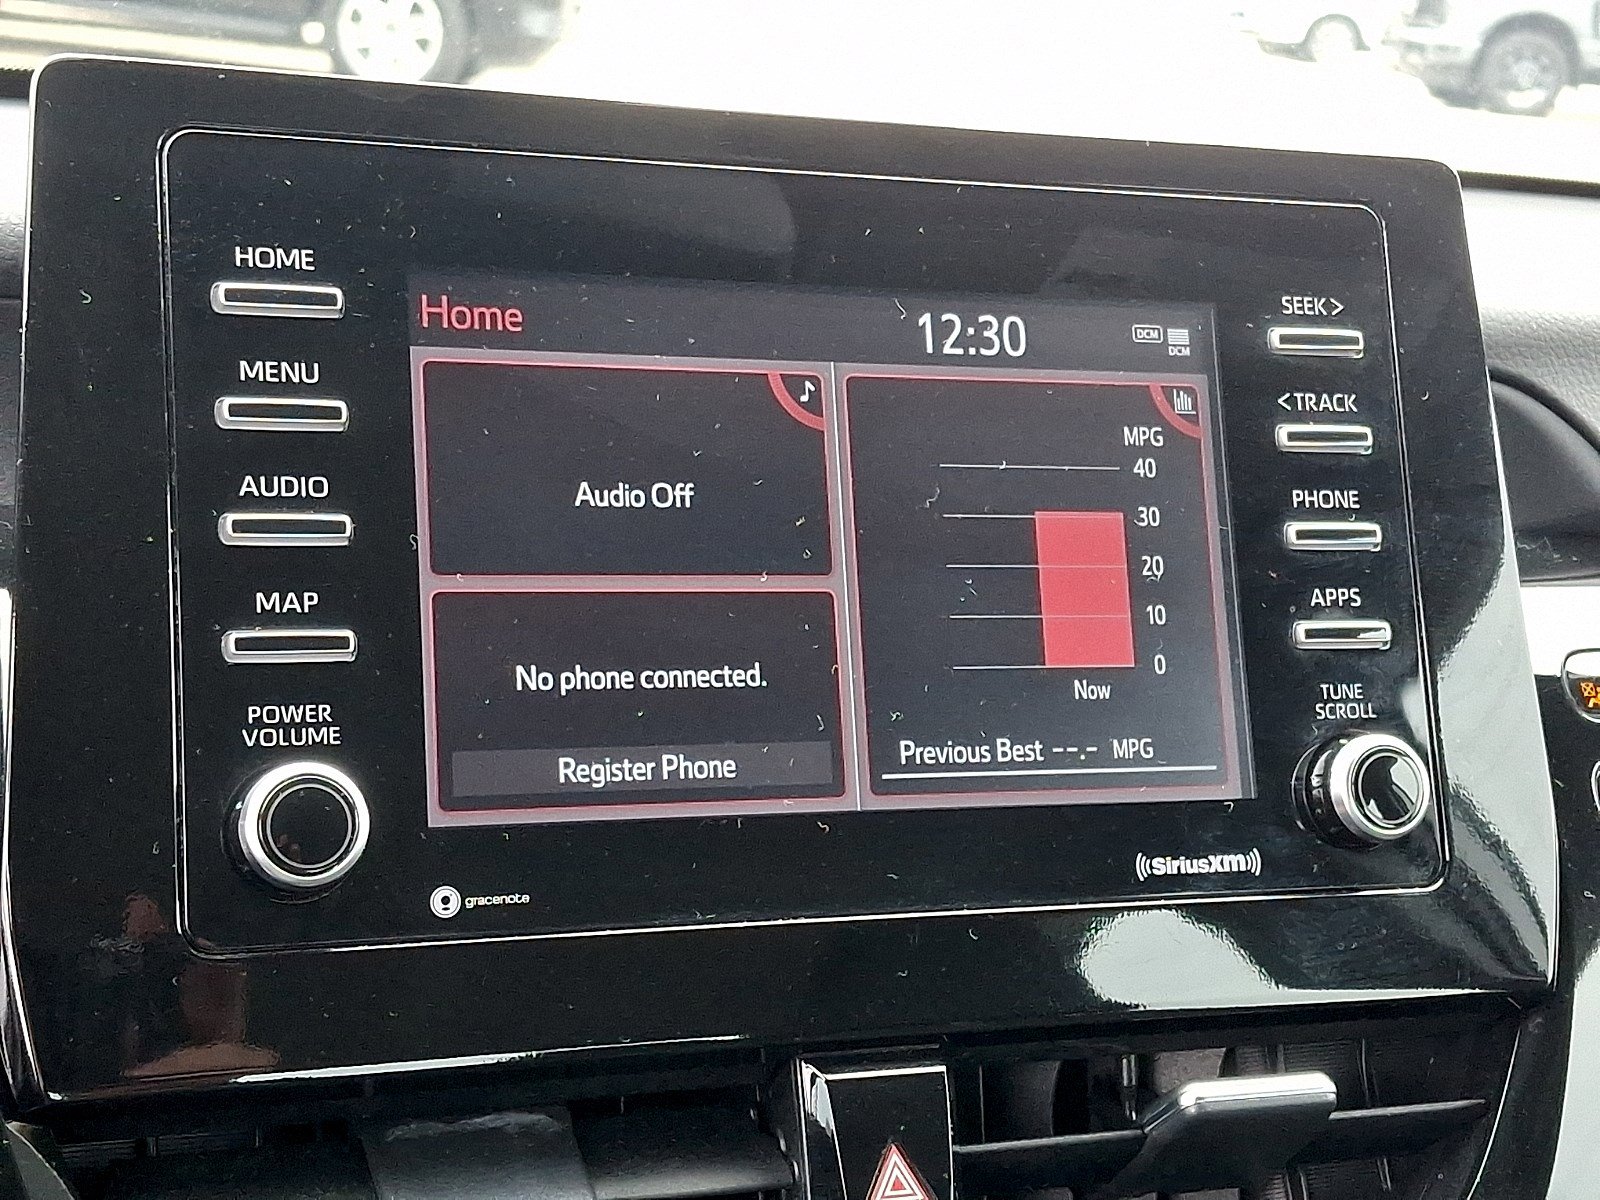 HOME
MENU
AUDIO
MAP
POWER
VOLUME
Home
12:30
DCM
DCM
Audio Off
No phone connected.
Register Phone
MPG
40
30
20
10
0
Now
Previous Best --.- MPG
SEEK>
<TRACK
PHONE
APPS
TUNE
SCROLL
gracenote
((SiriusXM))